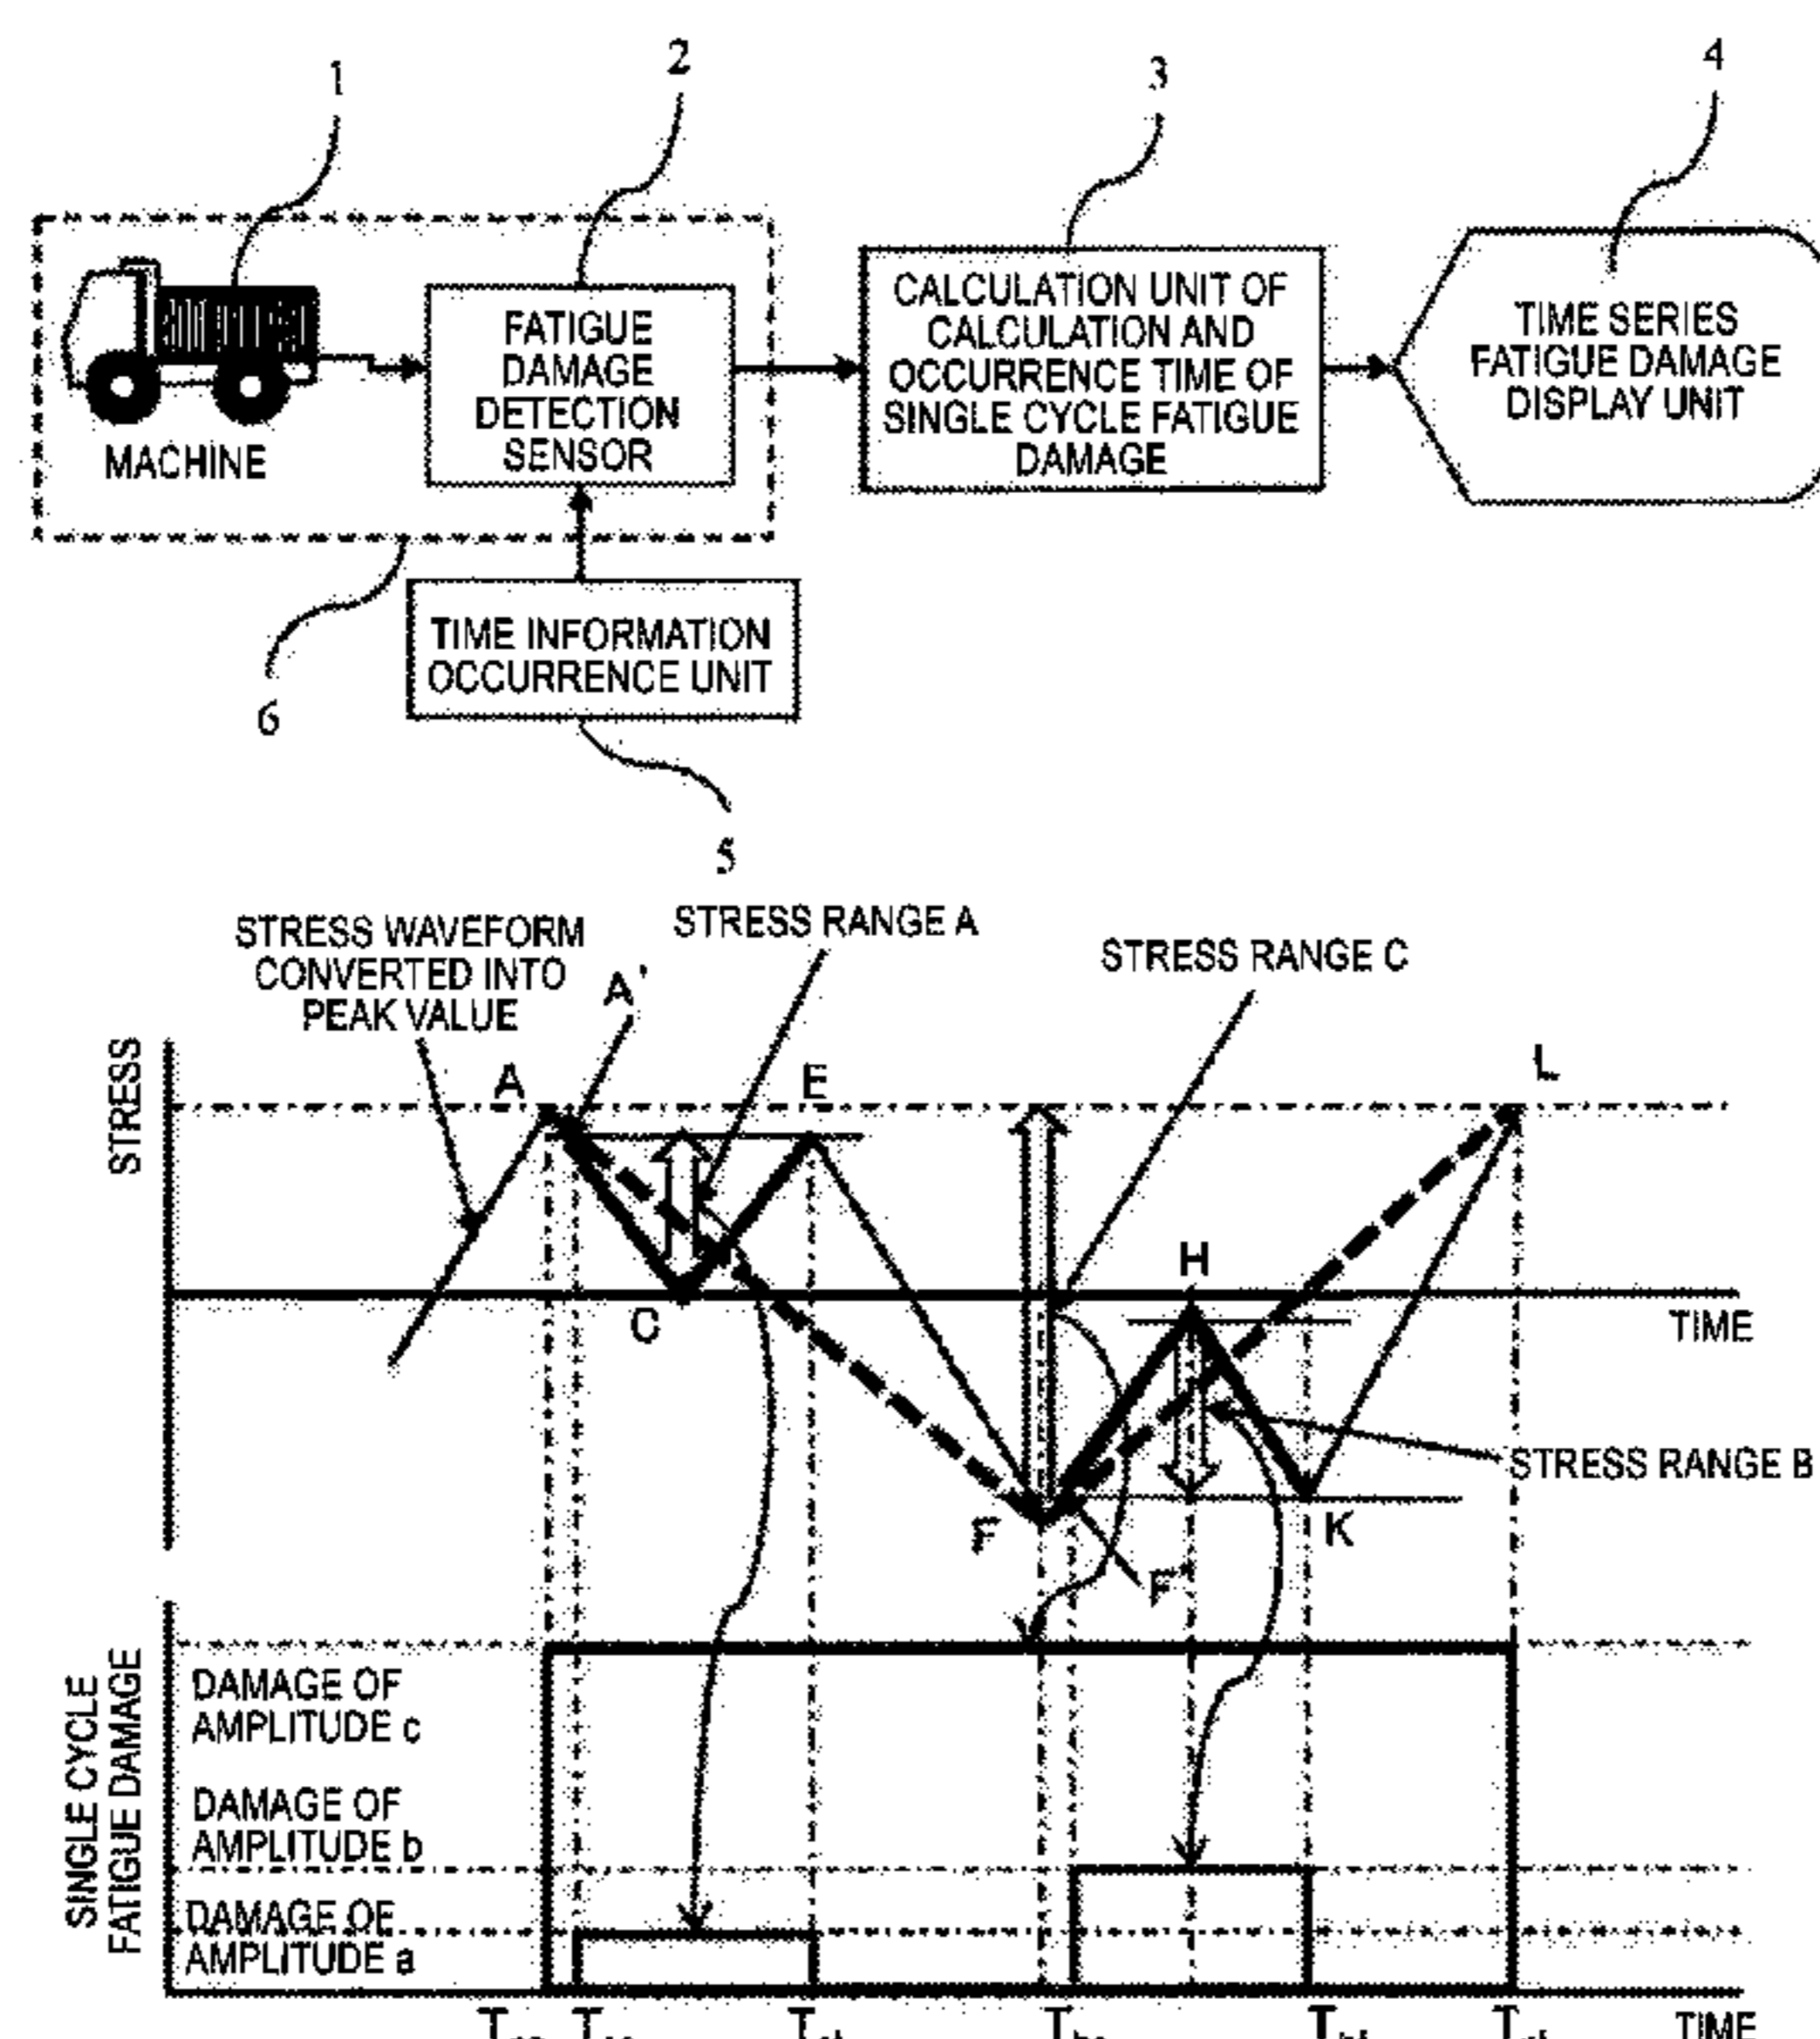 1
2
3
4
MACHINE
FATIGUE
DAMAGE
DETECTION
SENSOR
CALCULATION UNIT OF
CALCULATION AND
OCCURRENCE TIME OF
SINGLE CYCLE FATIGUE
DAMAGE
TIME SERIES
FATIGUE DAMAGE
DISPLAY UNIT
TIME INFORMATION
OCCURRENCE UNIT
6
5
STRESS WAVEFORM
CONVERTED INTO
PEAK VALUE
A'
STRESS RANGE A
STRESS RANGE C
STRESS
A
E
L
C
H
TIME
STRESS RANGE B
F
F'
K
SINGLE CYCLE
FATIGUE DAMAGE
DAMAGE OF
AMPLITUDE c
DAMAGE OF
AMPLITUDE b
DAMAGE OF
AMPLITUDE a
TIME